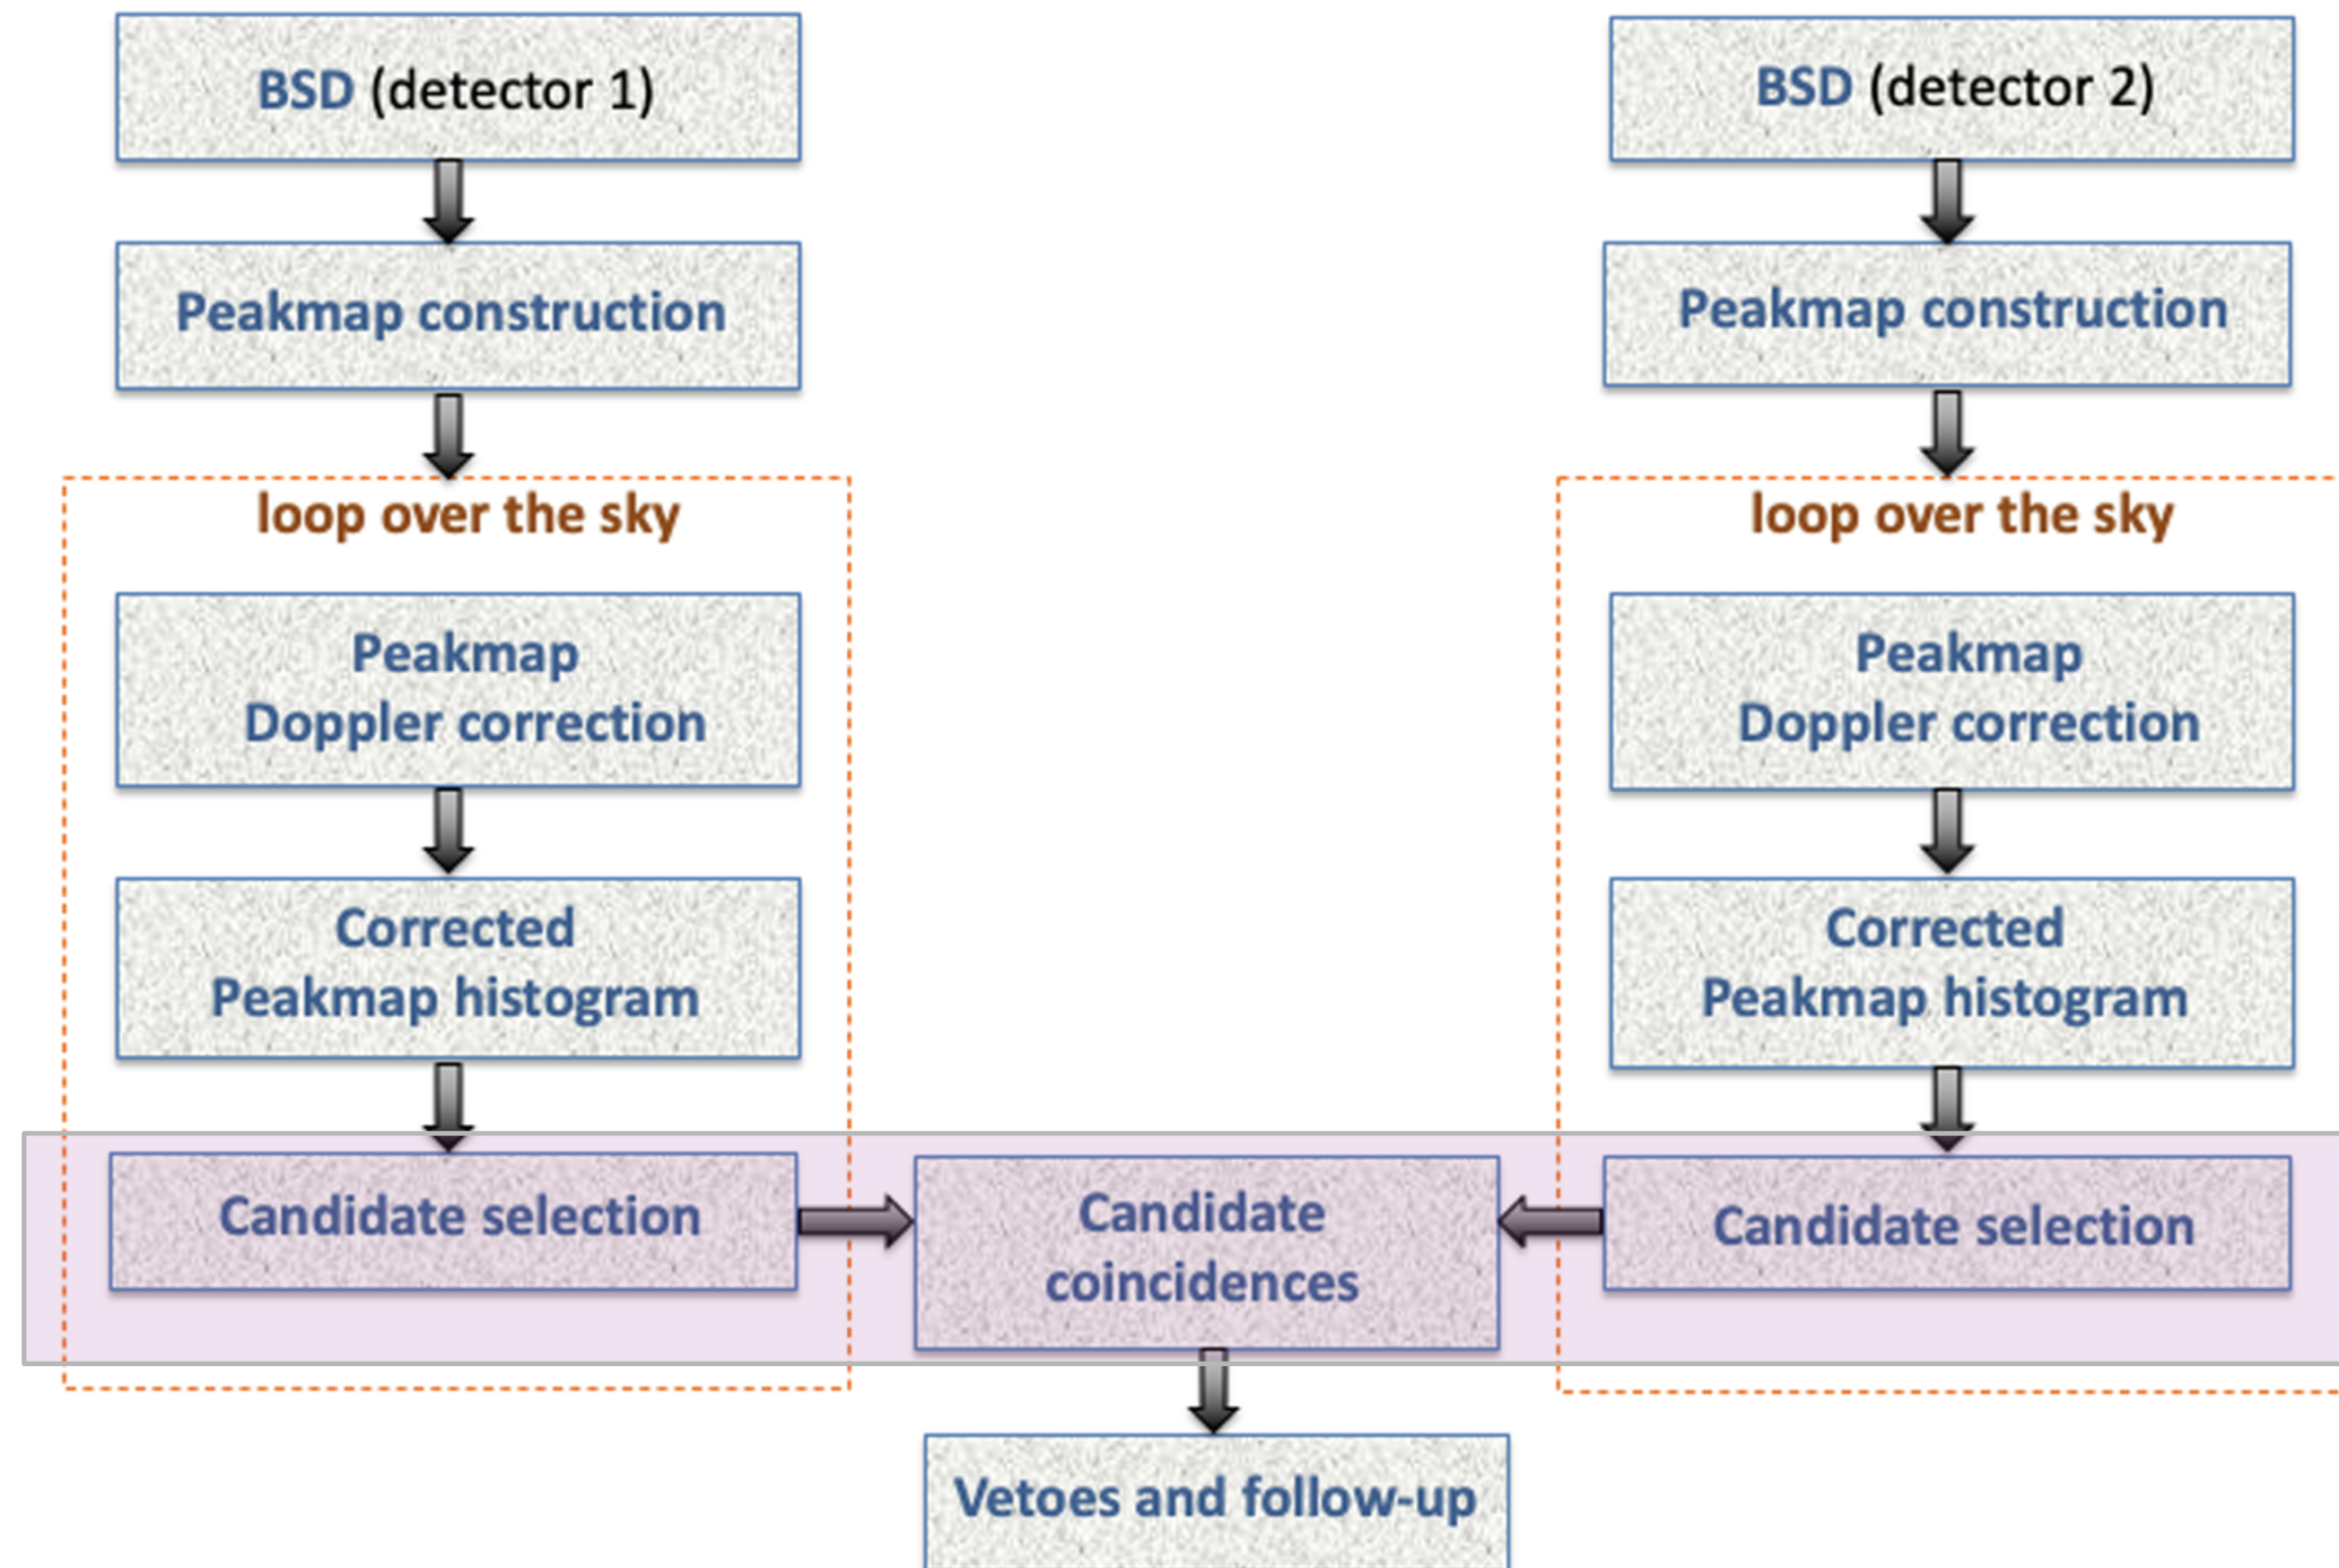 BSD (detector 1)
BSD (detector 2)
Peakmap construction
Peakmap construction
loop over the sky
loop over the sky
Peakmap
Doppler correction
Peakmap
Doppler correction
Corrected
Peakmap histogram
Corrected
Peakmap histogram
Candidate selection
Candidate
coincidences
Candidate selection
Vetoes and follow-up